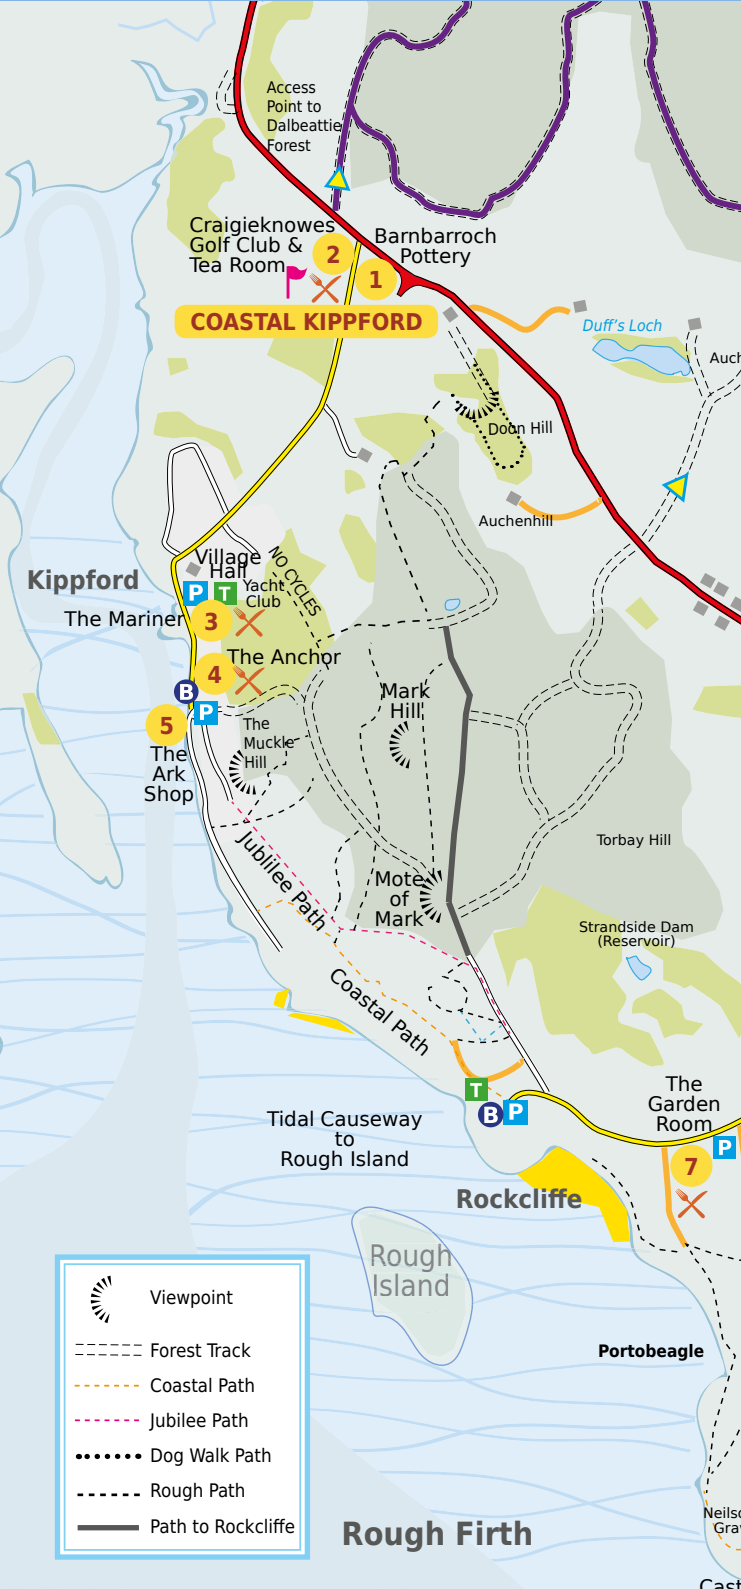 Access
Point to
Dalbeattie
Forest
Craigieknowes
Golf Club &
Tea Room
2
Barnbarroch
Pottery
1
COASTAL KIPPFORD
Duff's Loch
Doon Hill
Auchenhill
NO CYCLES
Village
Hall
Kippford
P
T
Yacht
Club
The Mariner
3
The Anchor
4
B
P
5
The
Ark
Shop
The
Muckle
Hill
Mark
Hill
Jublilee Path
Mote
of
Mark
Torbay Hill
Strandside Dam
(Reservoir)
Coastal Path
T
B
P
The
Garden
Room
P
7
Tidal Causeway
to
Rough Island
Rockcliffe
Rough
Island
Portobeagle
Viewpoint
Forest Track
Coastal Path
Jubilee Path
Dog Walk Path
Rough Path
Path to Rockcliffe
Rough Firth